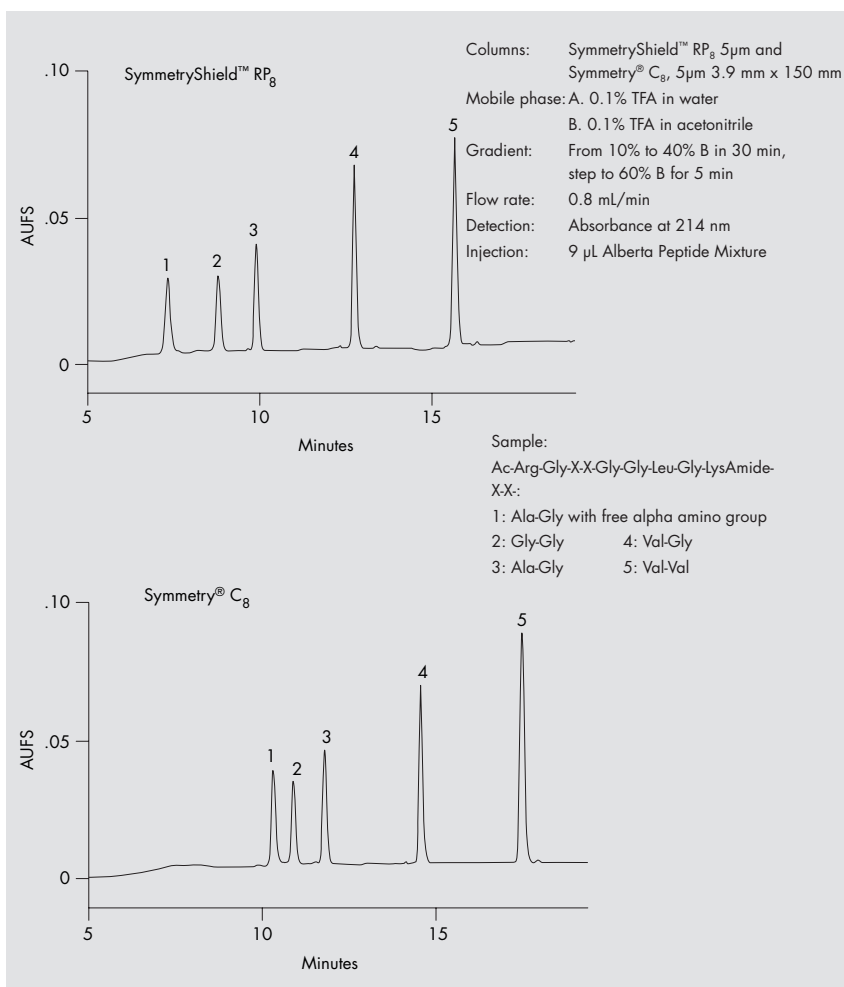 SymmetryShield™ RP8
.10
.05
0
AUFS
1
2
3
4
5
5
10
15
Minutes
Columns: SymmetryShield™ RP8 5µm and
Symmetry® C8, 5µm 3.9 mm x 150 mm
Mobile phase: A. 0.1% TFA in water
B. 0.1% TFA in acetonitrile
Gradient: From 10% to 40% B in 30 min,
step to 60% B for 5 min
Flow rate: 0.8 mL/min
Detection: Absorbance at 214 nm
Injection: 9 µL Alberta Peptide Mixture
Sample:
Ac-Arg-Gly-X-X-Gly-Gly-Leu-Gly-LysAmide-
X-X-:
1: Ala-Gly with free alpha amino group
2: Gly-Gly 4: Val-Gly
3: Ala-Gly 5: Val-Val
Symmetry® C8
.10
.05
0
AUFS
1
2
3
4
5
5
10
15
Minutes